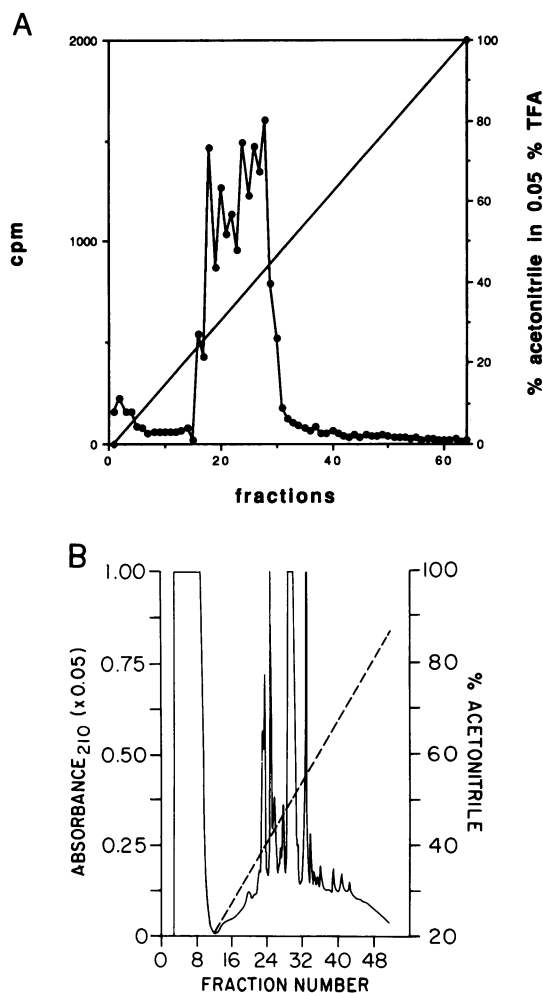 A
2000
1000
0
cpm
0
20
40
60
fractions
100
80
60
40
20
0
% acetonitrile in 0.05 % TFA
B
1.00
0.75
0.50
0.25
0
ABSORBANCE210 (x0.05)
0 8 16 24 32 40 48
FRACTION NUMBER
100
80
60
40
20
% ACETONITRILE